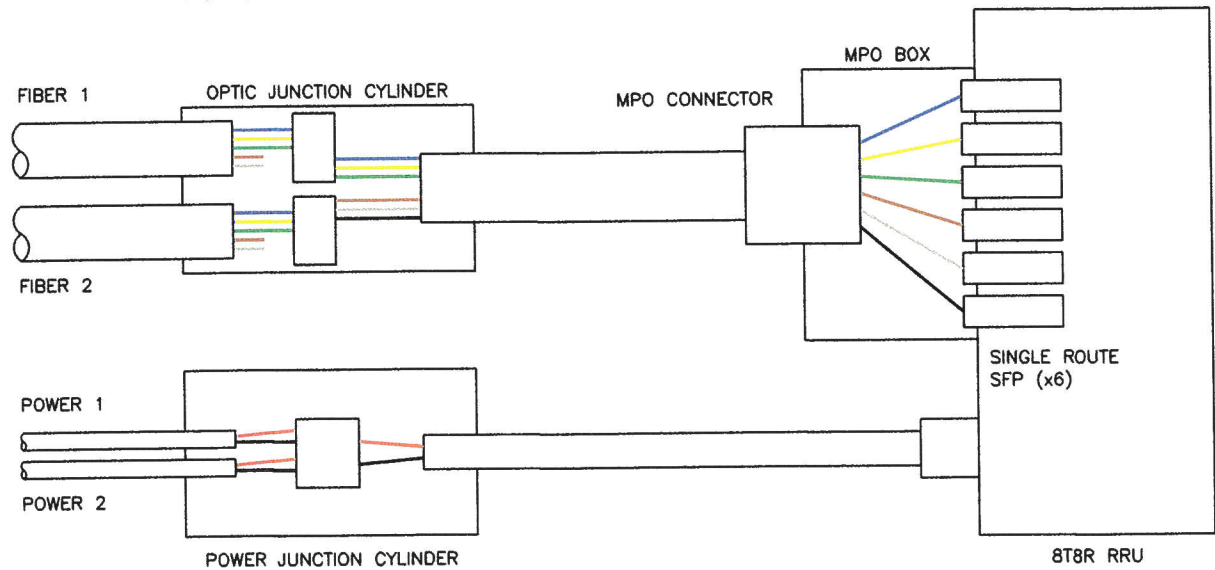 MPO BOX
FIBER 1
OPTIC JUNCTION CYLINDER
MPO CONNECTOR
FIBER 2
SINGLE ROUTE
SFP (x6)
POWER 1
POWER 2
POWER JUNCTION CYLINDER
8T8R RRU